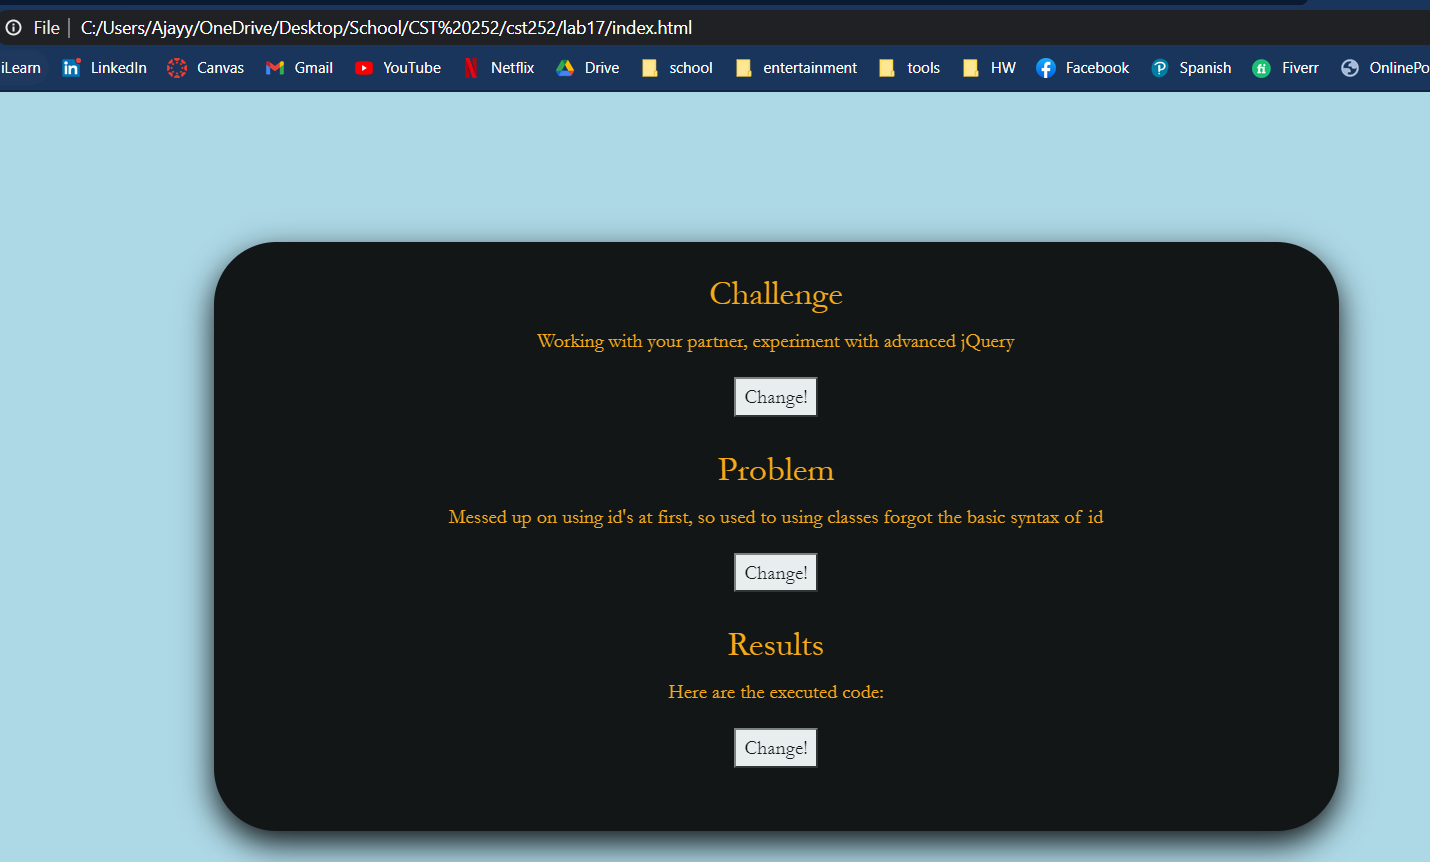 File C:/Users/Ajayy/OneDrive/Desktop/School/CST%20252/cst252/lab17/index.html
iLearn LinkedIn Canvas Gmail YouTube Netflix Drive school entertainment tools HW Facebook Spanish Fiverr OnlinePo
Challenge
Working with your partner, experiment with advanced jQuery
Change!
Problem
Messed up on using id's at first, so used to using classes forgot the basic syntax of id
Change!
Results
Here are the executed code:
Change!